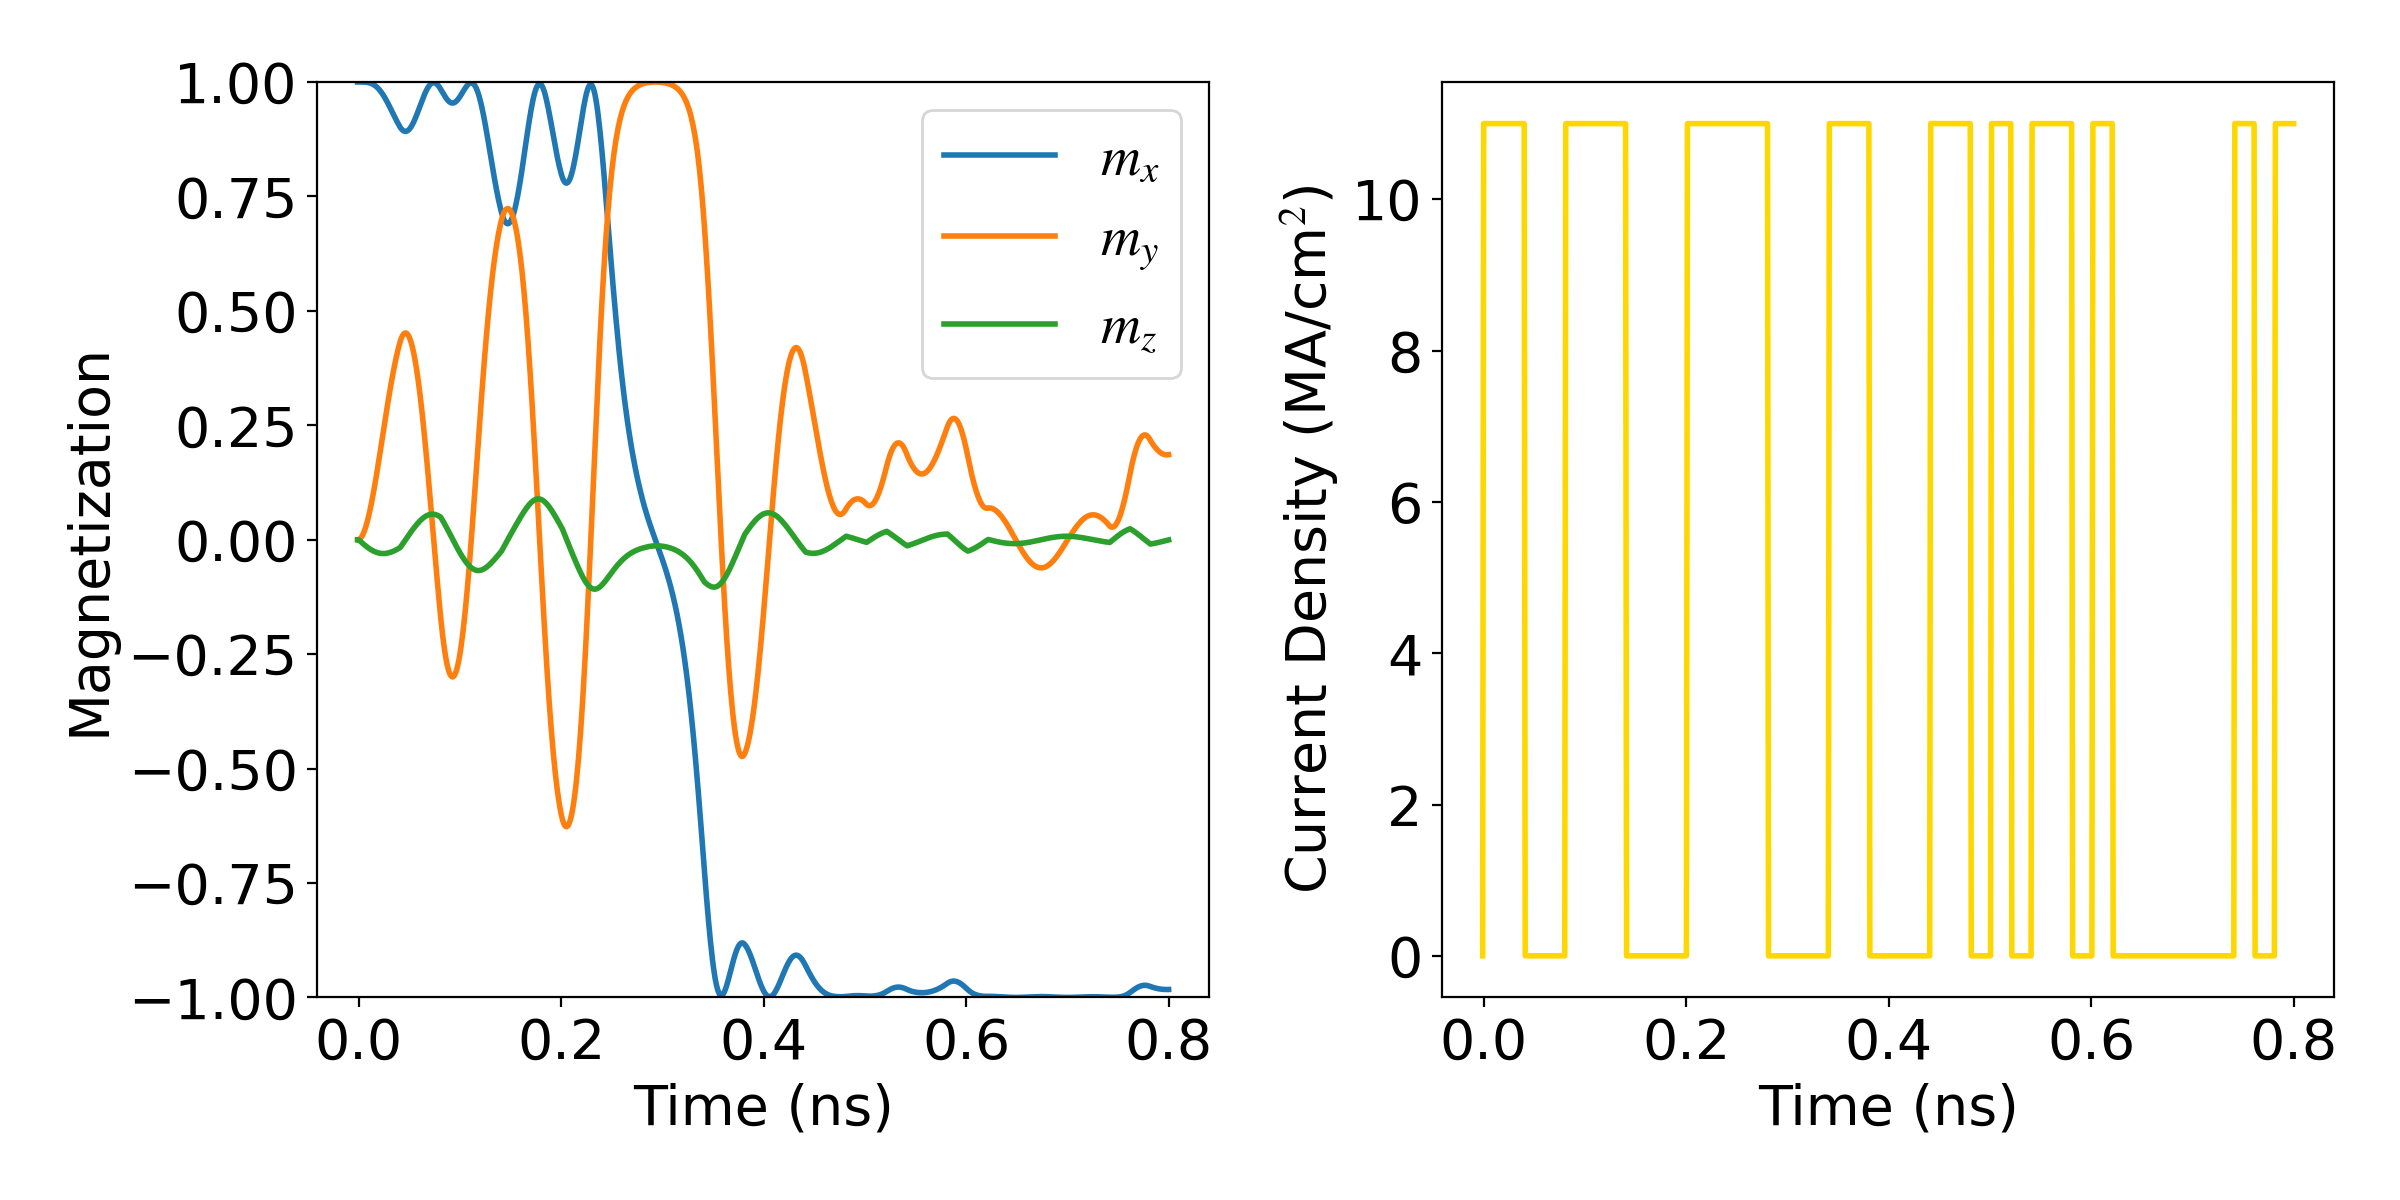 Magnetization
1.00
0.75
0.50
0.25
0.00
−0.25
−0.50
−0.75
−1.00
0.0 0.2 0.4 0.6 0.8
Time (ns)
m_x
m_y
m_z
Current Density (MA/cm²)
10
8
6
4
2
0
0.0 0.2 0.4 0.6 0.8
Time (ns)